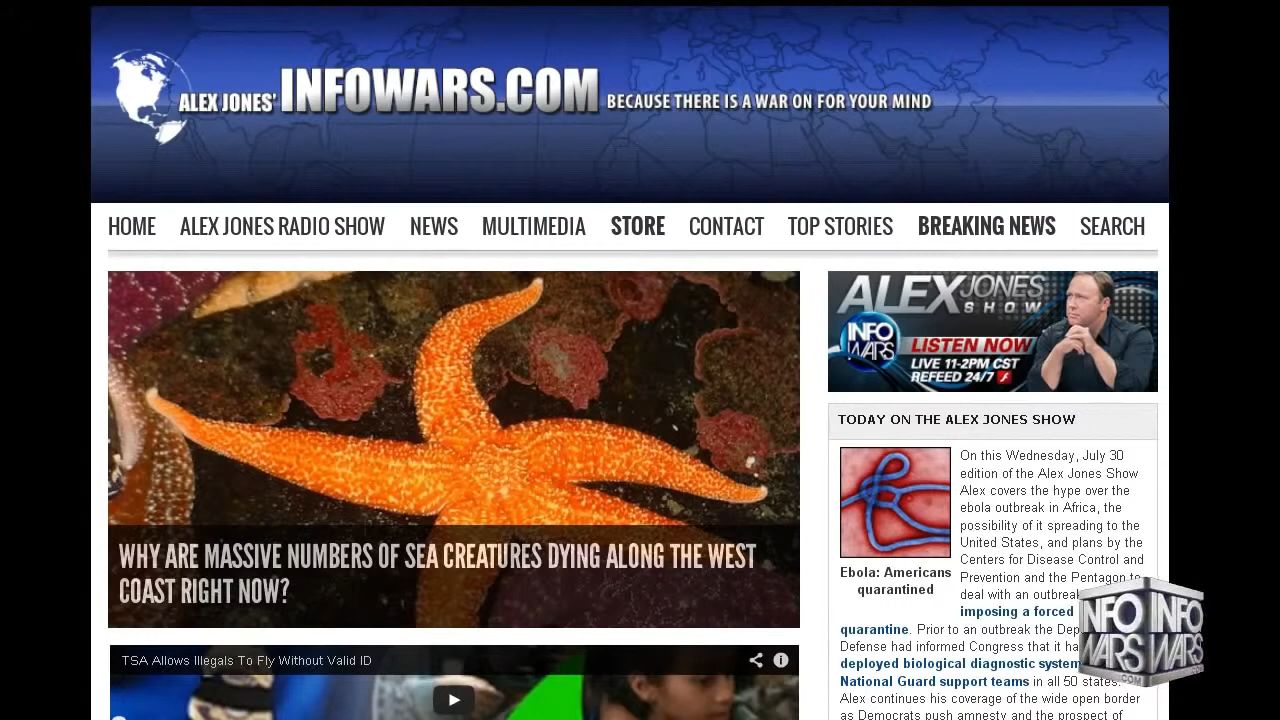 ALEX JONES' INFOWARS.COM BECAUSE THERE IS A WAR ON FOR YOUR MIND
HOME ALEX JONES RADIO SHOW NEWS MULTIMEDIA STORE CONTACT TOP STORIES BREAKING NEWS SEARCH
WHY ARE MASSIVE NUMBERS OF SEA CREATURES DYING ALONG THE WEST
COAST RIGHT NOW?
TSA Allows Illegals To Fly Without Valid ID
ALEX JONES
SHOW
INFO
WARS
LISTEN NOW
LIVE 11-2PM CST
REFEED 24/7
TODAY ON THE ALEX JONES SHOW
Ebola: Americans
quarantined
On this Wednesday, July 30
edition of the Alex Jones Show
Alex covers the hype over the
ebola outbreak in Africa, the
possibility of it spreading to the
United States, and plans by the
Centers for Disease Control and
Prevention and the Pentagon to
deal with an outbreak
imposing a forced
quarantine. Prior to an outbreak the
Defense had informed Congress that it
deployed biological diagnostic system
National Guard support teams in all 50 states.
Alex continues his coverage of the wide open border
as Democrats push amnesty and the prospect of
INFO INFO
WARS WARS
.COM